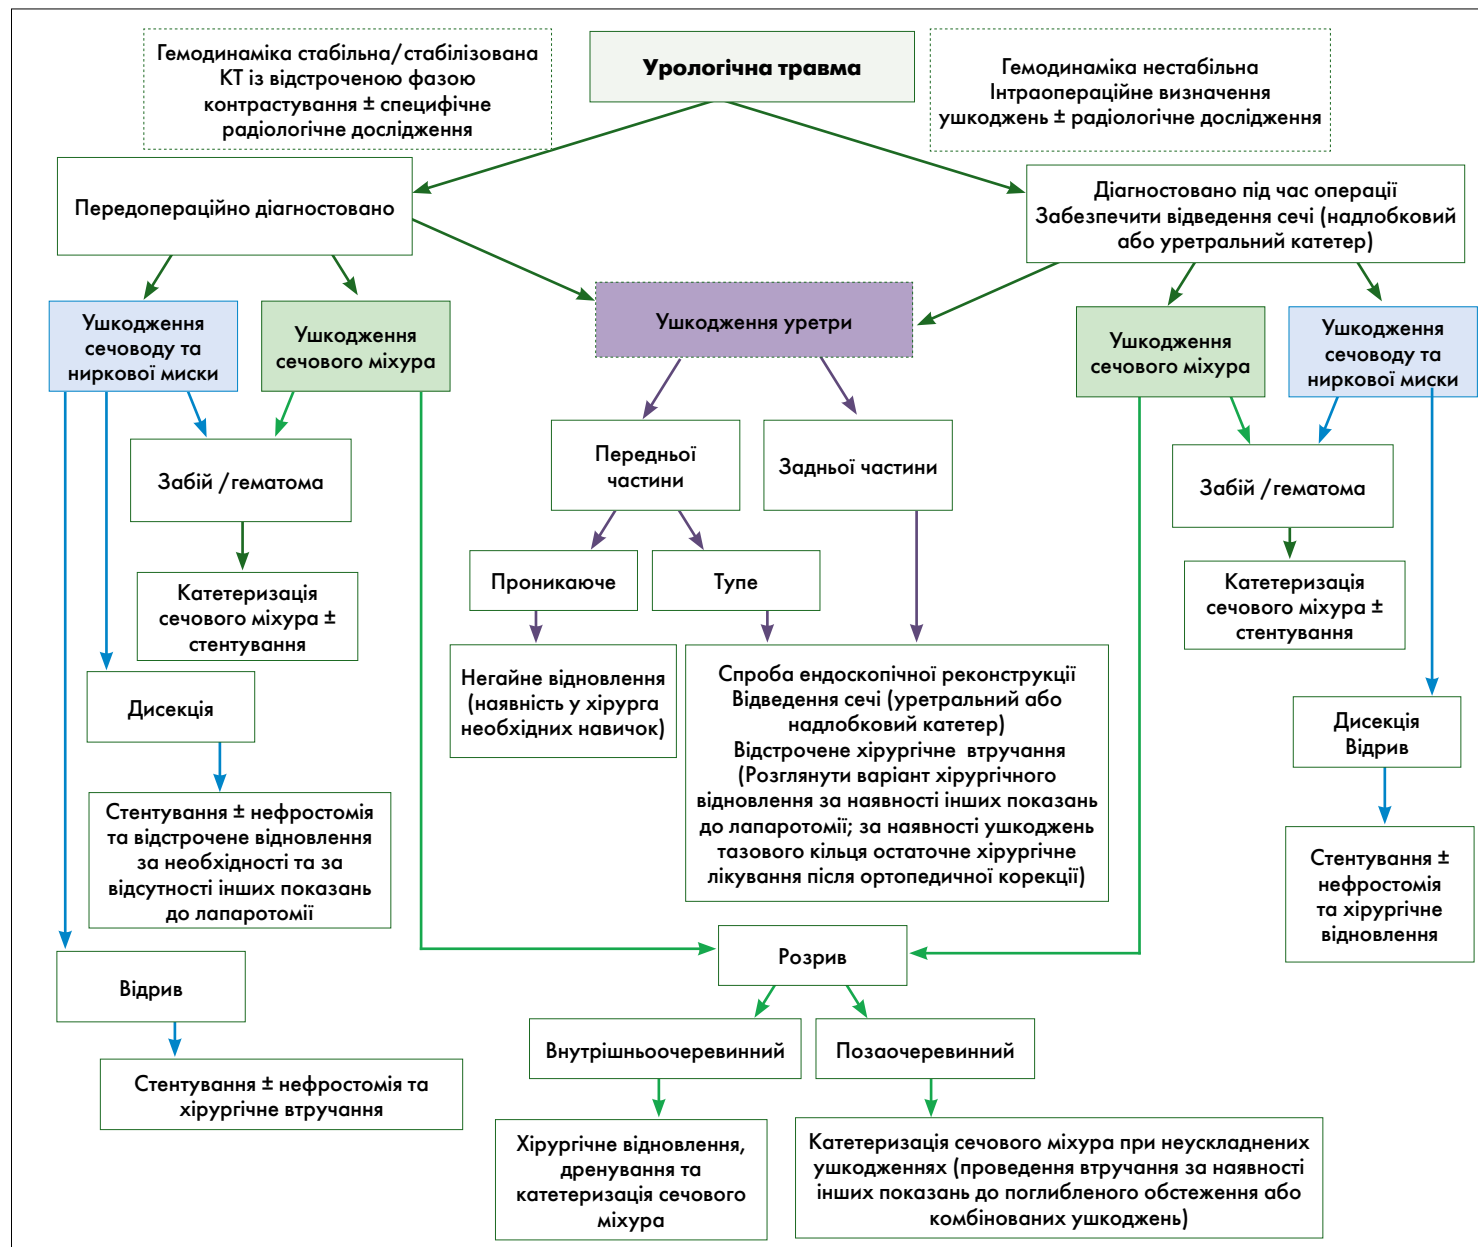 Гемодинаміка стабільна/стабілізована
КТ із відстроченою фазою
контрастування ± специфічне
радіологічне дослідження
Урологічна травма
Гемодинаміка нестабільна
Інтраопераційне визначення
ушкоджень ± радіологічне дослідження
Передопераційно діагностовано
Діагностовано під час операції
Забезпечити відведення сечі (надлобковий
або уретральний катетер)
Ушкодження
сечоводу та
ниркової миски
Ушкодження
сечового міхура
Ушкодження уретри
Ушкодження
сечового міхура
Ушкодження
сечоводу та
ниркової миски
Забій /гематома
Передньої
частини
Задньої частини
Забій /гематома
Катетеризація
сечового міхура ±
стентування
Проникаюче
Тупе
Катетеризація
сечового міхура ±
стентування
Дисекція
Негайне відновлення
(наявність у хірурга
необхідних навичок)
Спроба ендоскопічної реконструкції
Відведення сечі (уретральний або
надлобковий катетер)
Відстрочене хірургічне втручання
(Розглянути варіант хірургічного
відновлення за наявності інших показань
до лапаротомії; за наявності ушкоджень
тазового кільця остаточне хірургічне
лікування після ортопедичної корекції)
Дисекція
Відрив
Стентування ± нефростомія
та відстрочене відновлення
за необхідності та за
відсутності інших показань
до лапаротомії
Стентування ±
нефростомія
та хірургічне
відновлення
Відрив
Розрив
Стентування ± нефростомія та
хірургічне втручання
Внутрішньоочеревинний
Позаочеревинний
Хірургічне відновлення,
дренування та
катетеризація сечового
міхура
Катетеризація сечового міхура при неускладнених
ушкодженнях (проведення втручання за наявності
інших показань до поглибленого обстеження або
комбінованих ушкоджень)